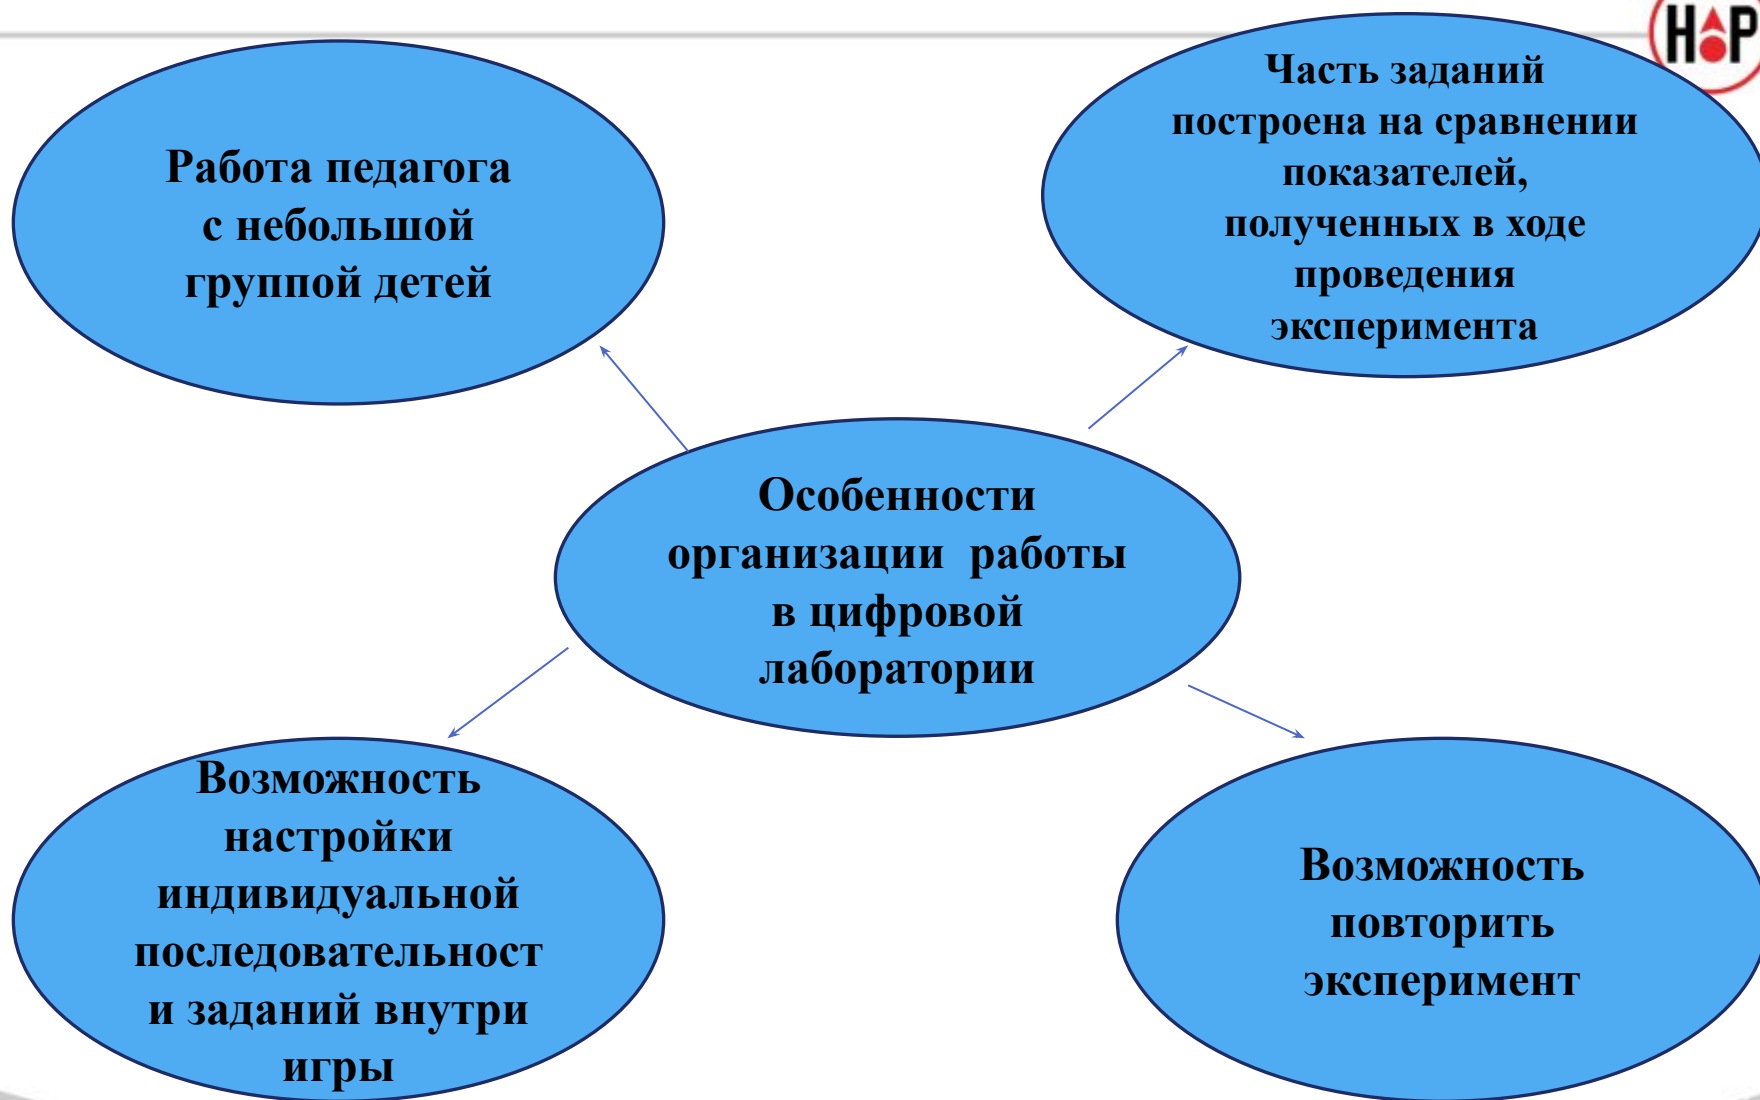 НР
Работа педагога
с небольшой
группой детей
Часть заданий
построена на сравнении
показателей,
полученных в ходе
проведения
эксперимента
Особенности
организации работы
в цифровой
лаборатории
Возможность
настройки
индивидуальной
последовательност
и заданий внутри
игры
Возможность
повторить
эксперимент